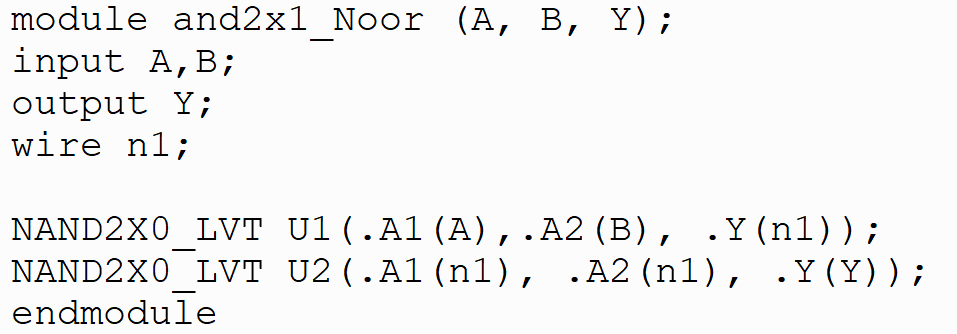 module and2x1_Noor (A, B, Y);
input A,B;
output Y;
wire n1;
NAND2X0_LVT U1(.A1(A),.A2(B), .Y(n1));
NAND2X0_LVT U2(.A1(n1), .A2(n1), .Y(Y));
endmodule